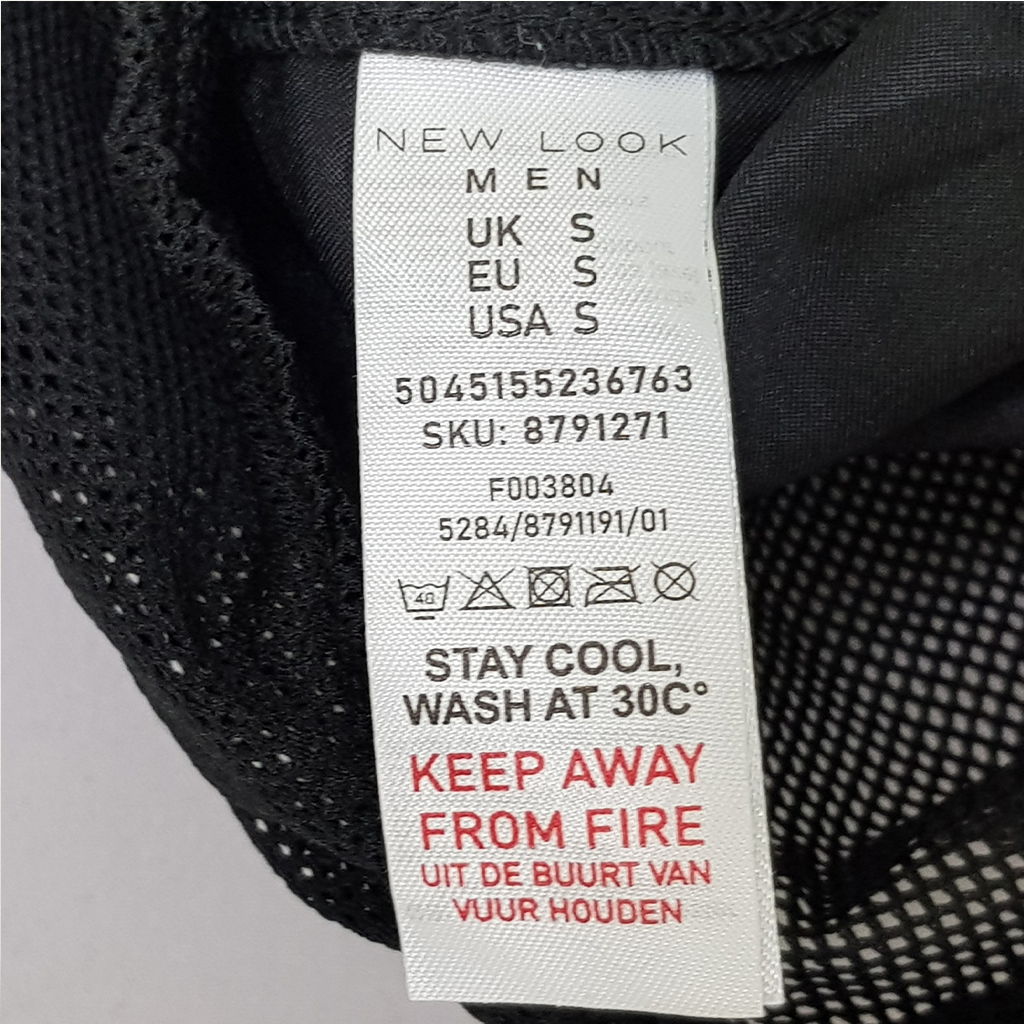 NEW LOOK
MEN
UK S
EU S
USA S
5045155236763
SKU: 8791271
F003804
5284/8791191/01
40
STAY COOL,
WASH AT 30C°
KEEP AWAY
FROM FIRE
UIT DE BUURT VAN
VUUR HOUDEN